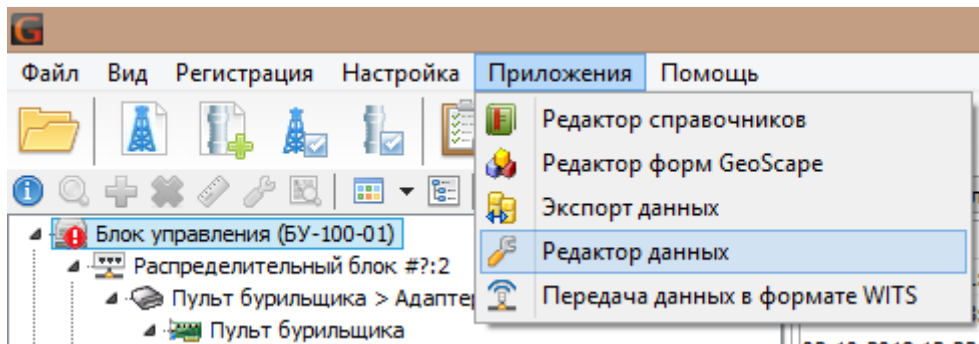 Файл Вид Регистрация Настройка Приложения Помощь
Редактор справочников
Редактор форм GeoScape
Экспорт данных
Редактор данных
Передача данных в формате WITS
Блок управления (БУ-100-01)
Распределительный блок #?:2
Пульт бурильщика > Адаптер
Пульт бурильщика